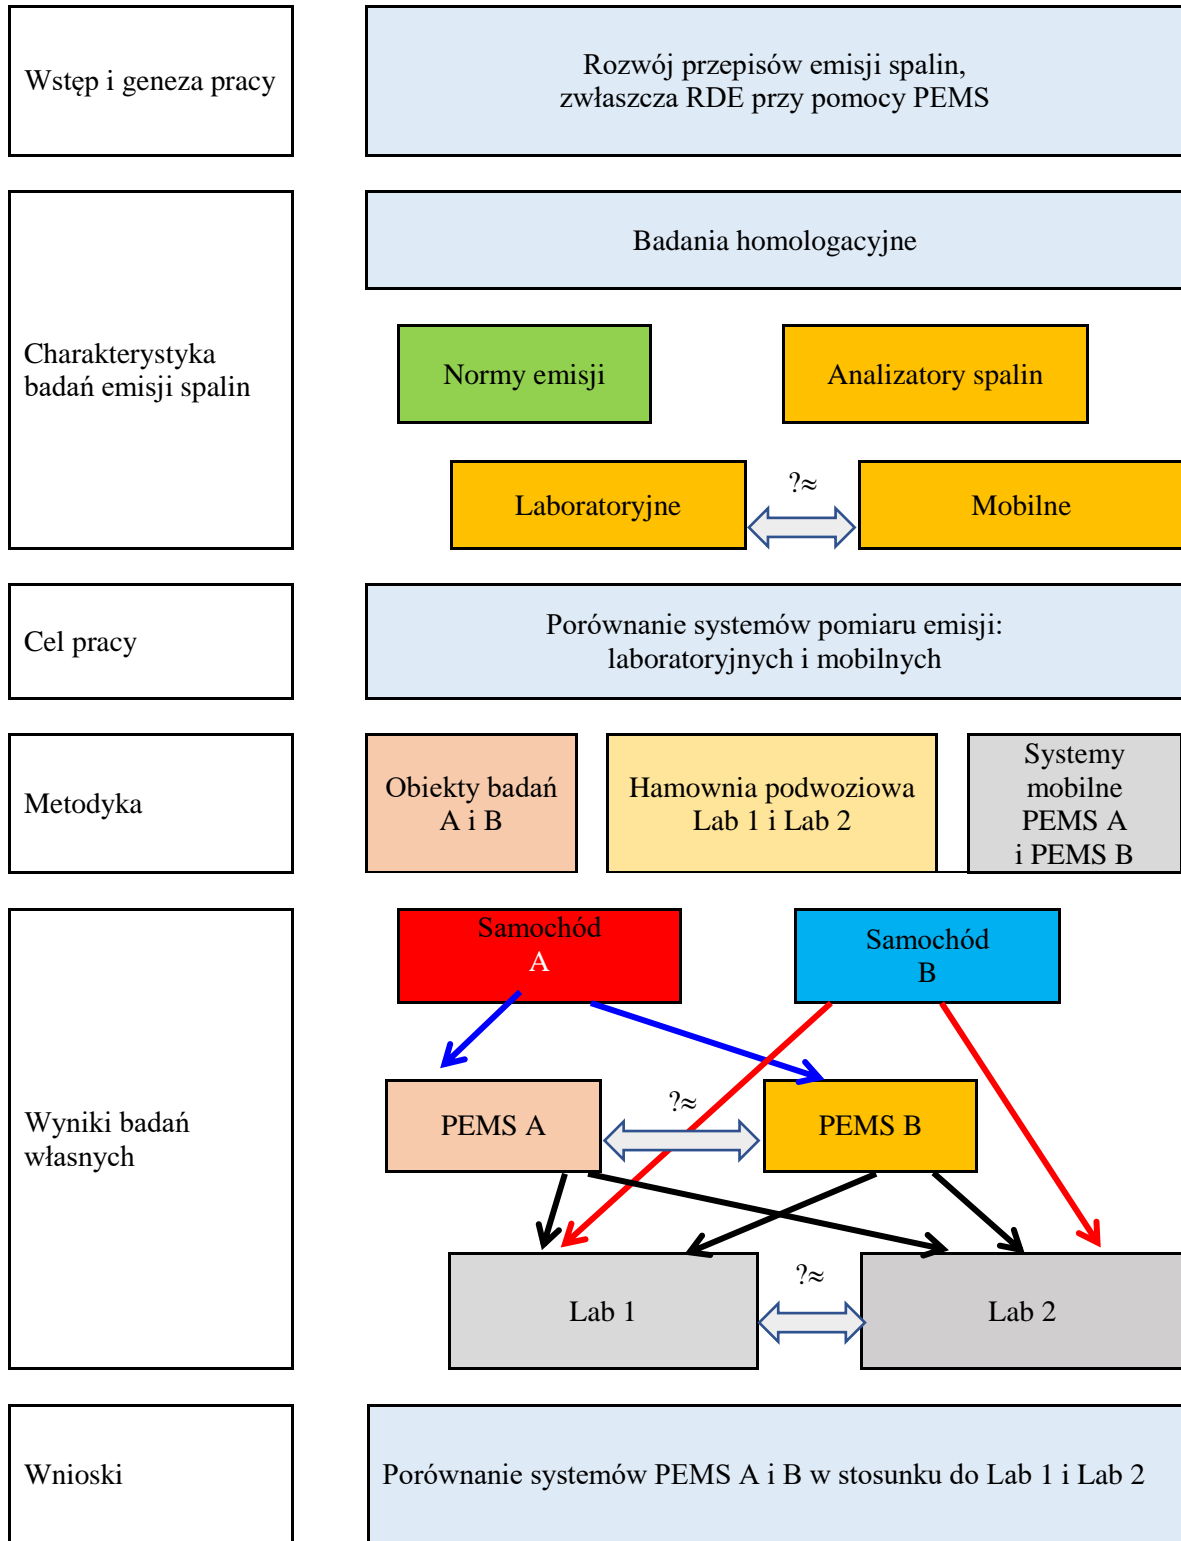 Wstęp i geneza pracy
Rozwój przepisów emisji spalin,
zwłaszcza RDE przy pomocy PEMS
Charakterystyka
badań emisji spalin
Badania homologacyjne
Normy emisji
Analizatory spalin
Laboratoryjne
?≈
Mobilne
Cel pracy
Porównanie systemów pomiaru emisji:
laboratoryjnych i mobilnych
Metodyka
Obiekty badań
A i B
Hamownia podwoziowa
Lab 1 i Lab 2
Systemy
mobilne
PEMS A
i PEMS B
Wyniki badań
własnych
Samochód
A
Samochód
B
PEMS A
?≈
PEMS B
Lab 1
?≈
Lab 2
Wnioski
Porównanie systemów PEMS A i B w stosunku do Lab 1 i Lab 2